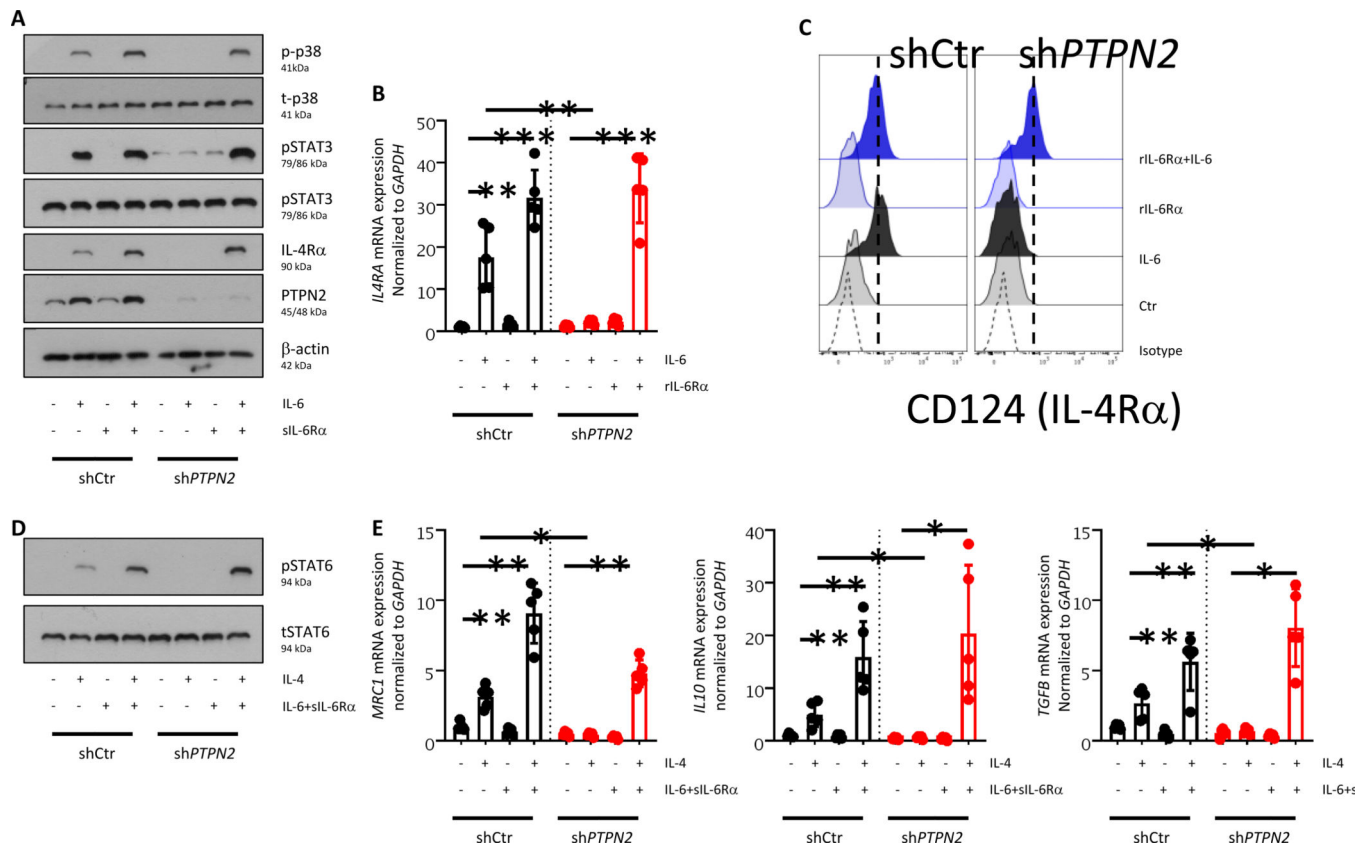 A
p-p38
41kDa
t-p38
41 kDa
pSTAT3
79/86 kDa
pSTAT3
79/86 kDa
IL-4Rα
90 kDa
PTPN2
45/48 kDa
β-actin
42 kDa
- + - + - + - + IL-6
- - + + - - + + sIL-6Rα
shCtr shPTPN2
B
IL4RA mRNA expression
Normalized to GAPDH
50
40
30
20
10
0
**
*** ***
**
- + - + - + - + IL-6
- - + + - - + + rIL-6Rα
shCtr shPTPN2
C
shCtr shPTPN2
rIL-6Rα+IL-6
rIL-6Rα
IL-6
Ctr
Isotype
CD124 (IL-4Rα)
D
pSTAT6
94 kDa
tSTAT6
94 kDa
- + - + - + - + IL-4
- - + + - - + + IL-6+sIL-6Rα
shCtr shPTPN2
E
MRC1 mRNA expression
normalized to GAPDH
15
10
5
0
*
** **
**
- + - + - + - + IL-4
- - + + - - + + IL-6+sIL-6Rα
shCtr shPTPN2
IL10 mRNA expression
normalized to GAPDH
40
30
20
10
0
*
*
**
**
- + - + - + - + IL-4
- - + + - - + + IL-6+sIL-6Rα
shCtr shPTPN2
TGFB mRNA expression
Normalized to GAPDH
15
10
5
0
*
** *
**
- + - + - + - + IL-4
- - + + - - + + IL-6+s
shCtr shPTPN2